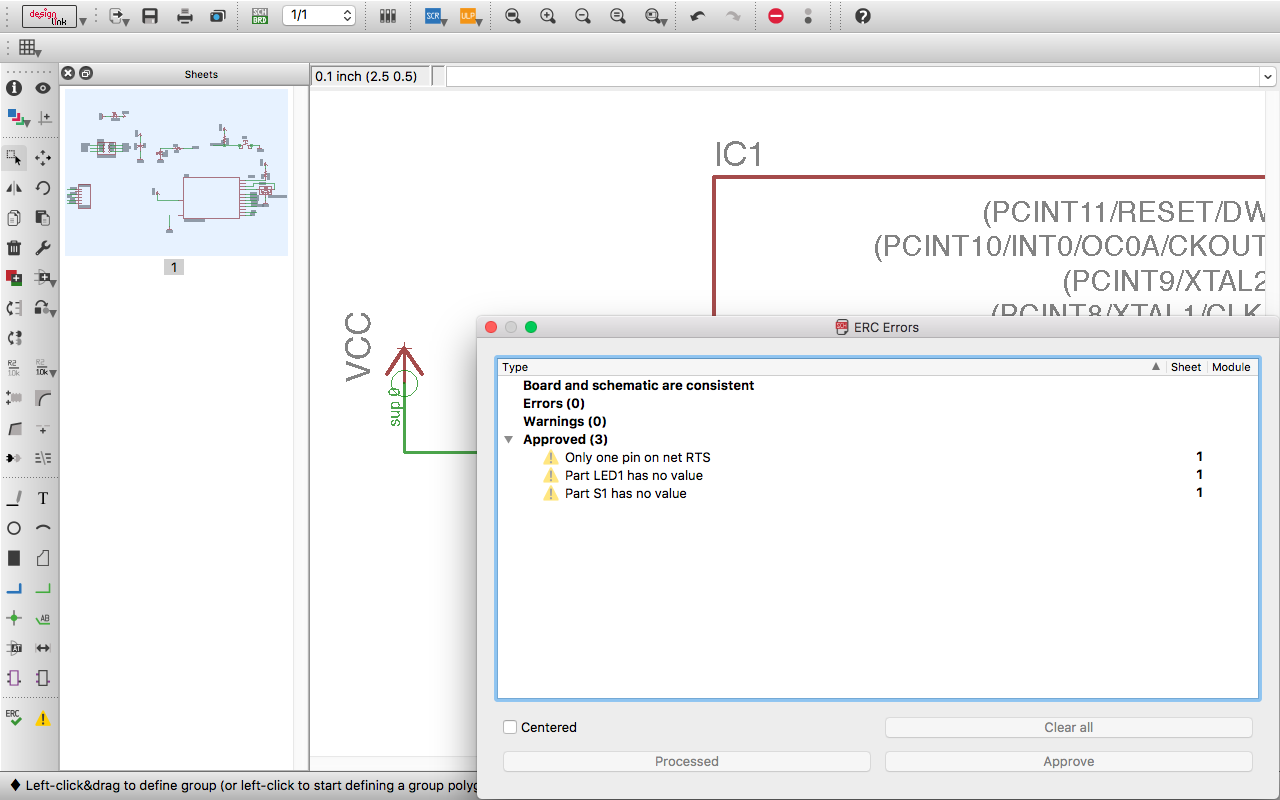 design
link
SCH
BRD
1/1
SCR
ULP
Sheets
0.1 inch (2.5 0.5)
1
T
R2
10k
R2
10k
AB
ERC
IC1
(PCINT11/RESET/DW
(PCINT10/INT0/OC0A/CKOUT
(PCINT9/XTAL2
(PCINT8/XTAL1/CLK
VCC
sup 0
ERC Errors
Type
Sheet
Module
Board and schematic are consistent
Errors (0)
Warnings (0)
Approved (3)
Only one pin on net RTS
1
Part LED1 has no value
1
Part S1 has no value
1
Centered
Clear all
Processed
Approve
Left-click&drag to define group (or left-click to start defining a group polyg